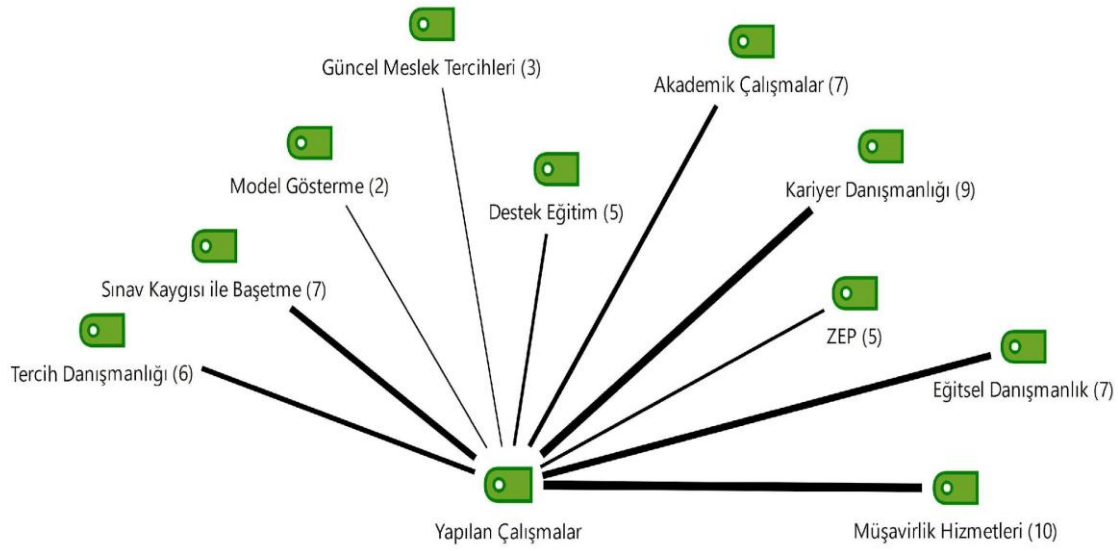 Güncel Meslek Tercihleri (3)
Akademik Çalışmalar (7)
Model Gösterme (2)
Destek Eğitim (5)
Kariyer Danışmanlığı (9)
Sınav Kaygısı ile Başetme (7)
ZEP (5)
Tercih Danışmanlığı (6)
Eğitsel Danışmanlık (7)
Yapılan Çalışmalar
Müşavirlik Hizmetleri (10)